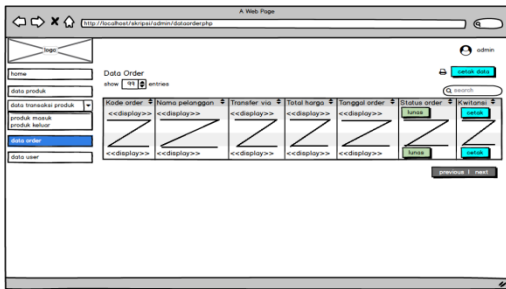 A Web Page
http://localhost/skripsi/admin/dataorder.php
logo
admin
home
Data Order
cetak data
show 99 entries
data produk
search
data transaksi produk
Kode order Nama pelanggan Transfer via Total harga Tanggal order Status order Kwitansi
produk masuk
produk keluar
<<display>> <<display>> <<display>> <<display>> <<display>> lunas cetak
data order
<<display>> <<display>> <<display>> <<display>> <<display>> lunas cetak
data user
previous | next